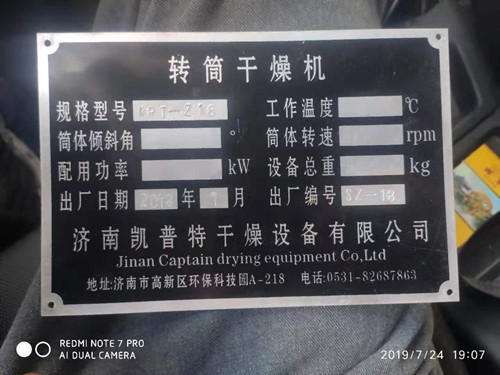 转筒干燥机
规格型号 KPT-Z18 工作温度 ℃
筒体倾斜角 °′ 筒体转速 rpm
配用功率 kW 设备总重 kg
出厂日期 2018 年 月 出厂编号 SZ-18
济南凯普特干燥设备有限公司
Jinan Captain drying equipment Co,Ltd
地址:济南市高新区环保科技园A-218 电话:0531-82687863
REDMI NOTE 7 PRO
AI DUAL CAMERA
2019/7/24 19:07